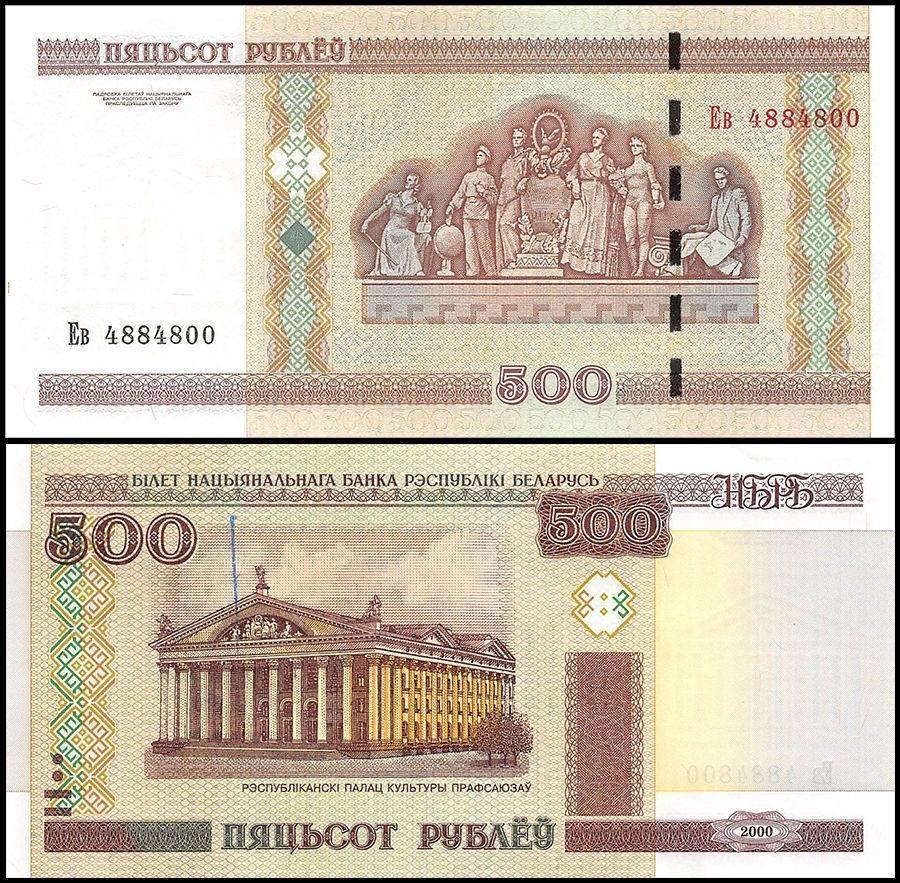 ПЯЦЬСОТ РУБЛЁЎ
ПАДРОБКА БІЛЕТАЎ НАЦЫЯНАЛЬНАГА
БАНКА РЭСПУБЛІКІ БЕЛАРУСЬ
ПРАСЛЕДУЕЦЦА ПА ЗАКОНУ
Ев 4884800
Ев 4884800
500
БІЛЕТ НАЦЫЯНАЛЬНАГА БАНКА РЭСПУБЛІКІ БЕЛАРУСЬ
НБРБ
500
500
РЭСПУБЛІКАНСКІ ПАЛАЦ КУЛЬТУРЫ ПРАФСАЮЗАЎ
ПЯЦЬСОТ РУБЛЁЎ
2000